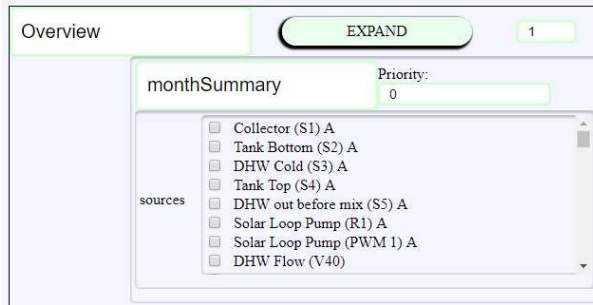 Overview
EXPAND
1
monthSummary
Priority:
0
sources
Collector (S1) A
Tank Bottom (S2) A
DHW Cold (S3) A
Tank Top (S4) A
DHW out before mix (S5) A
Solar Loop Pump (R1) A
Solar Loop Pump (PWM 1) A
DHW Flow (V40)